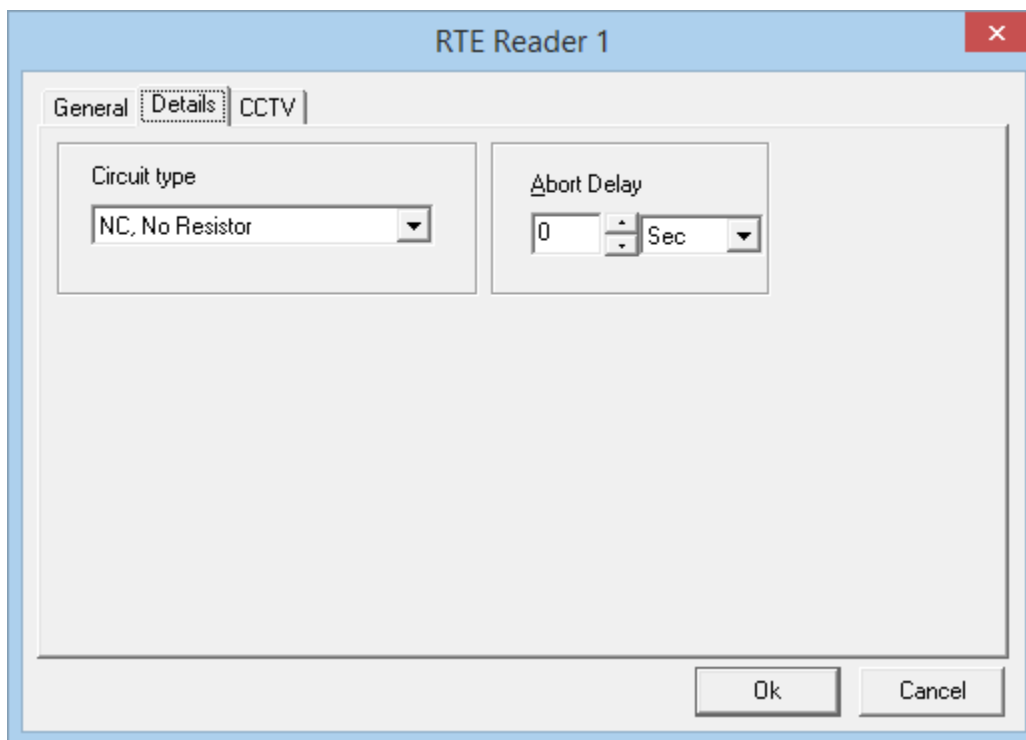 RTE Reader 1
General Details CCTV
Circuit type
NC, No Resistor
Abort Delay
0 Sec
Ok Cancel